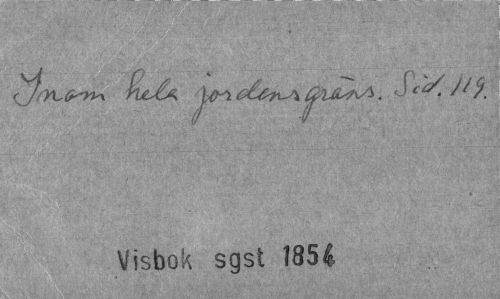 Inom hela jordens gräns. Sid. 119.
Visbok sgst 1854